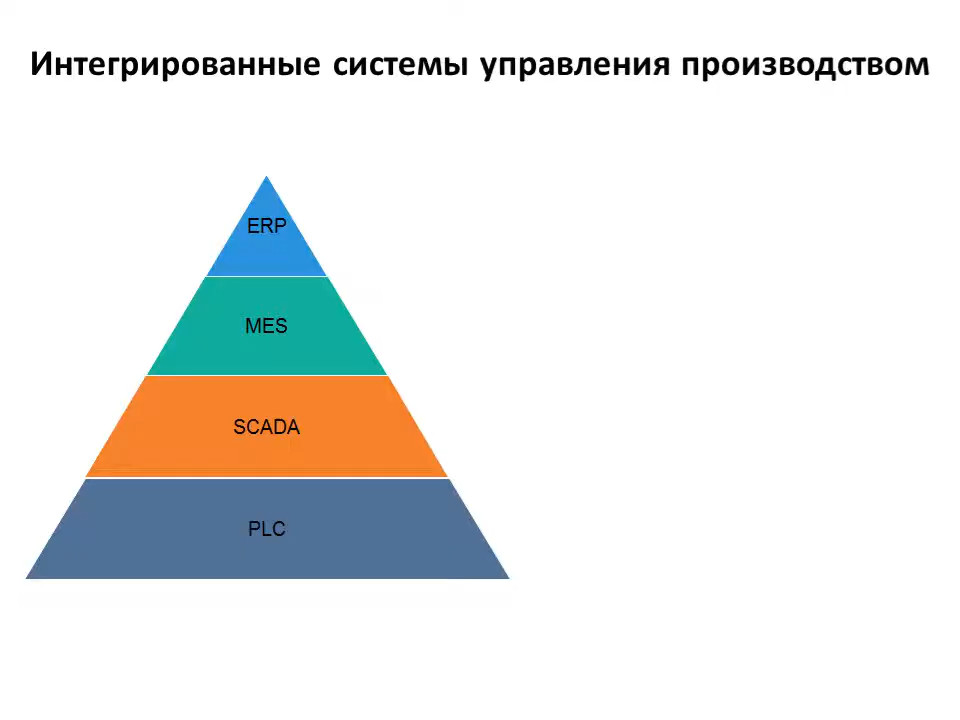 Интегрированные системы управления производством
ERP
MES
SCADA
PLC